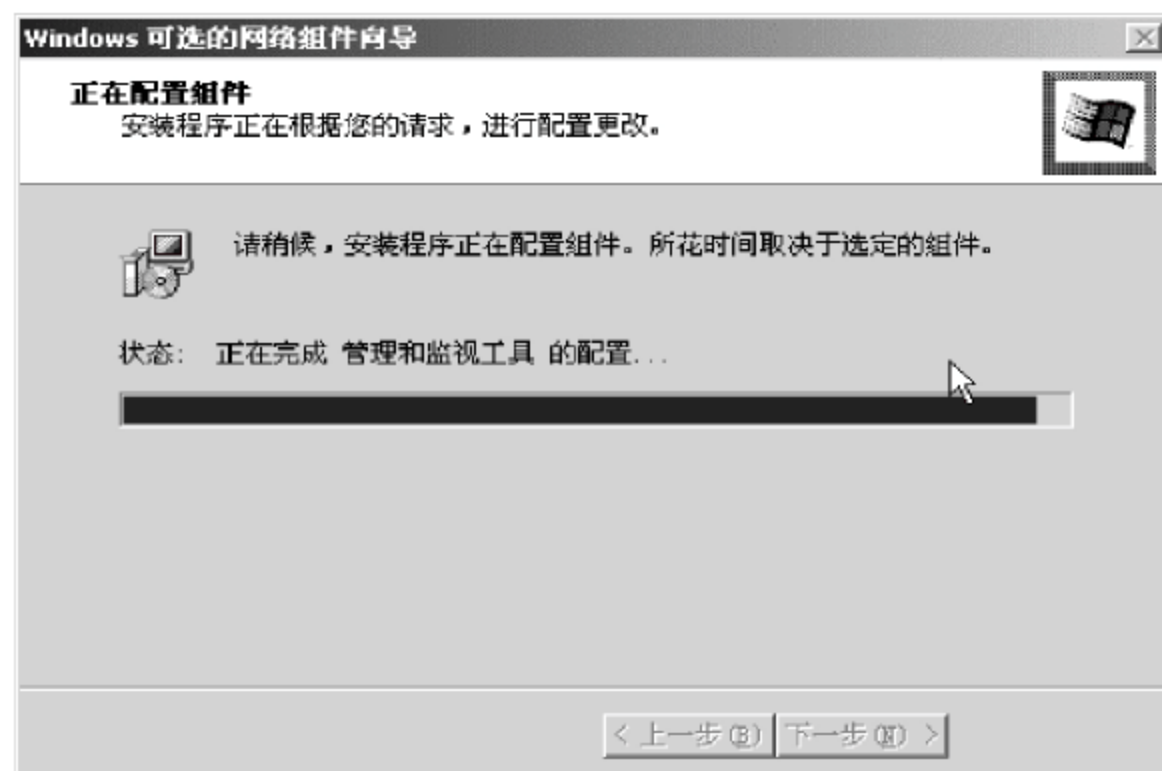 Windows 可选的网络组件向导
正在配置组件
安装程序正在根据您的请求，进行配置更改。
请稍候，安装程序正在配置组件。所花时间取决于选定的组件。
状态: 正在完成 管理和监视工具 的配置...
< 上一步(B) 下一步(N) >